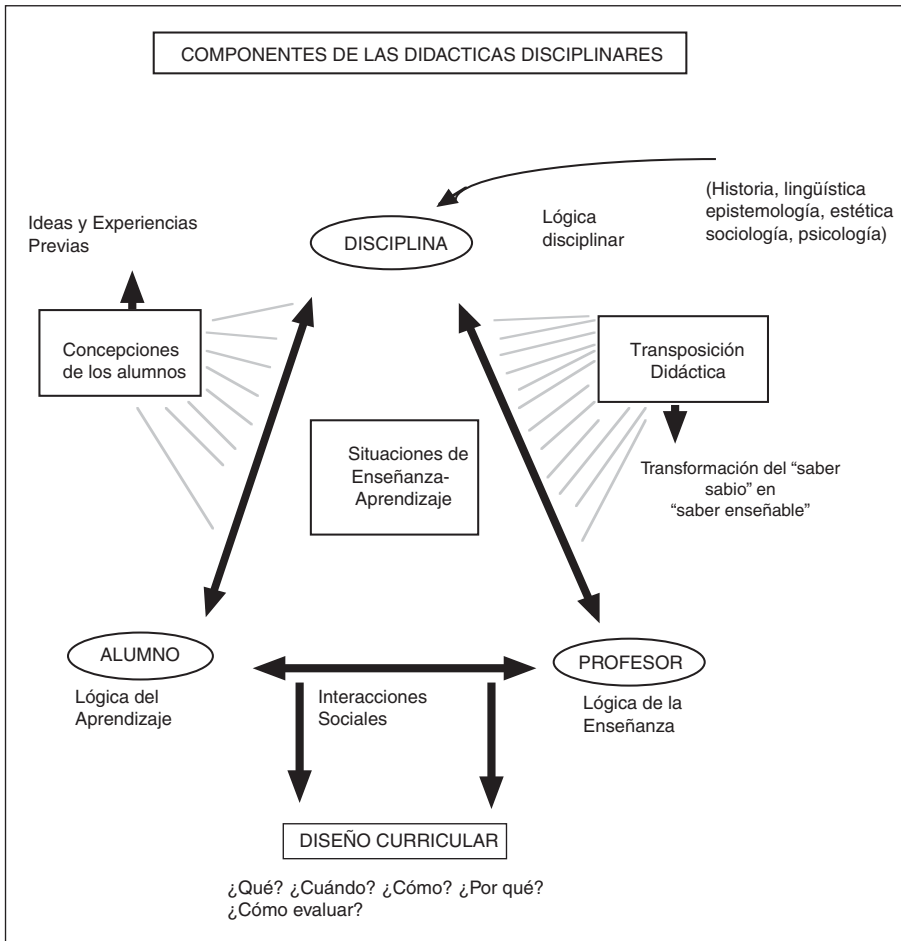 COMPONENTES DE LAS DIDACTICAS DISCIPLINARES
(Historia, lingüística
epistemología, estética
sociología, psicología)
Lógica
disciplinar
Ideas y Experiencias
Previas
DISCIPLINA
Concepciones
de los alumnos
Transposición
Didáctica
Situaciones de
Enseñanza-
Aprendizaje
Transformación del “saber
sabio” en
“saber enseñable”
ALUMNO
Lógica del
Aprendizaje
Interacciones
Sociales
PROFESOR
Lógica de la
Enseñanza
DISEÑO CURRICULAR
¿Qué? ¿Cuándo? ¿Cómo? ¿Por qué?
¿Cómo evaluar?